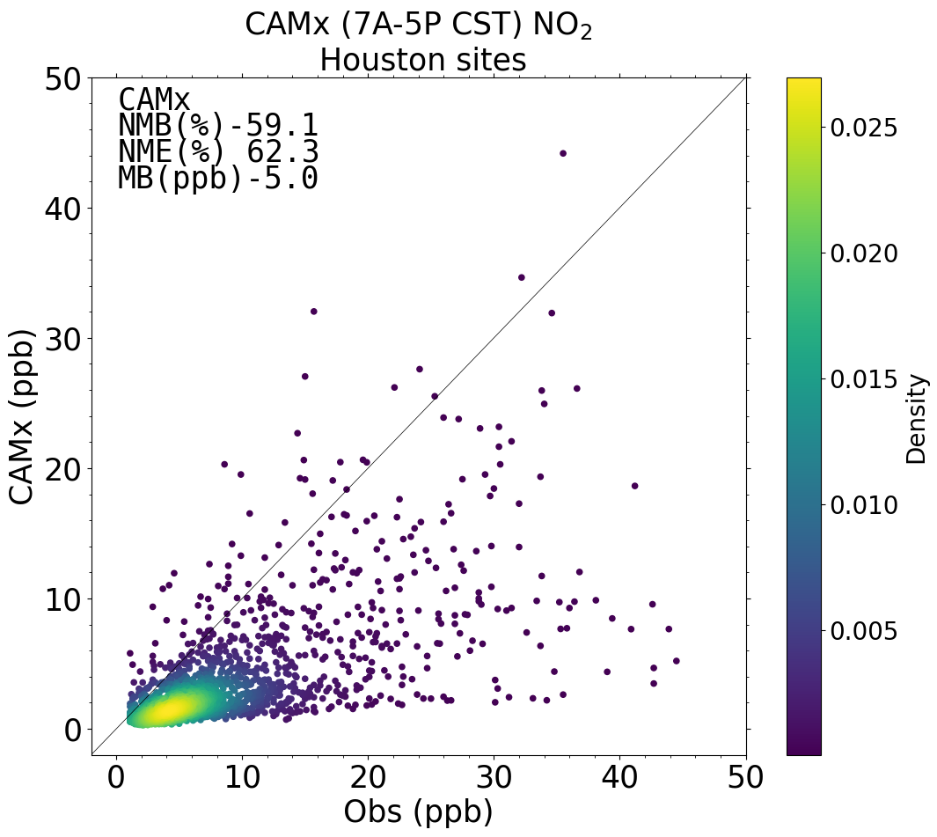 CAMx (7A-5P CST) NO₂
Houston sites
CAMx
NMB(%)-59.1
NME(%) 62.3
MB(ppb)-5.0
50
40
30
20
10
0
CAMx (ppb)
0 10 20 30 40 50
Obs (ppb)
0.025
0.020
0.015
0.010
0.005
Density